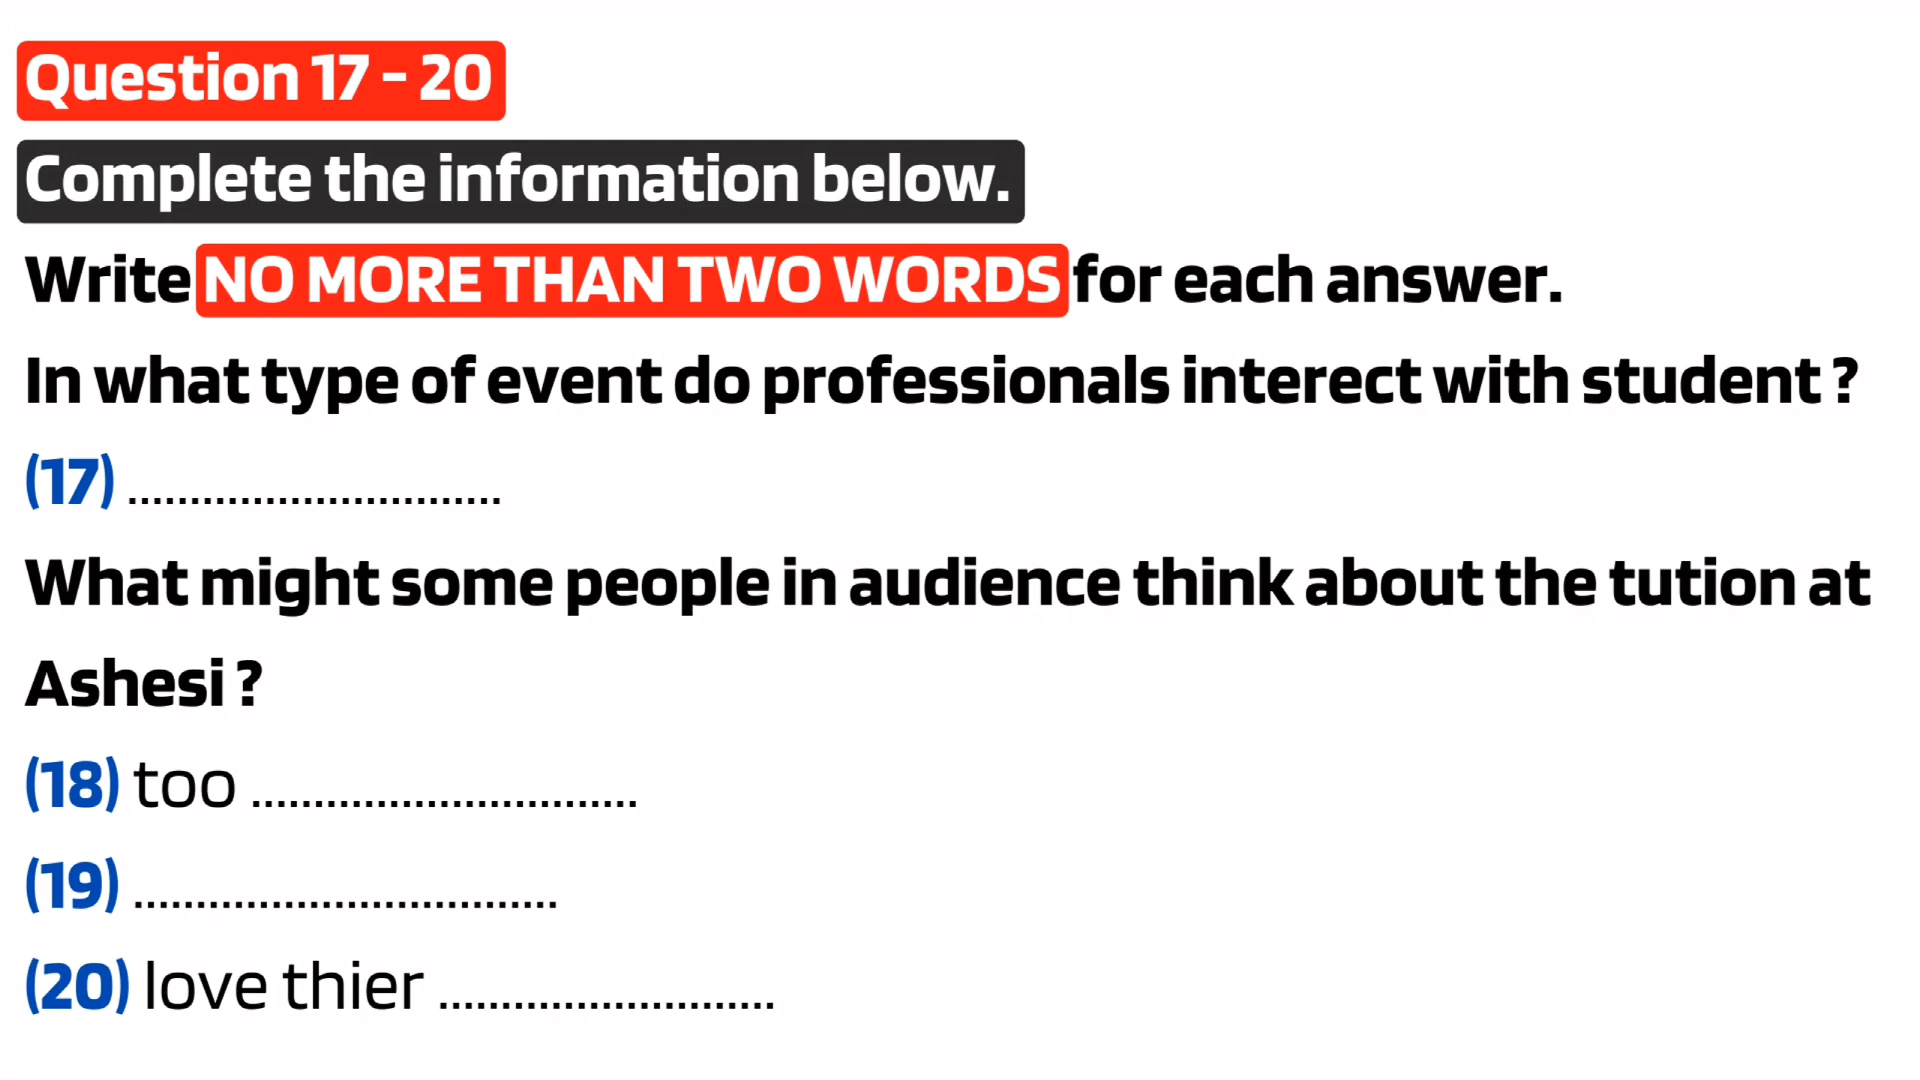 Question 17 - 20
Complete the information below.
Write NO MORE THAN TWO WORDS for each answer.
In what type of event do professionals interect with student ?
(17) ..............................
What might some people in audience think about the tution at
Ashesi ?
(18) too ...............................
(19) ..................................
(20) love thier ...........................